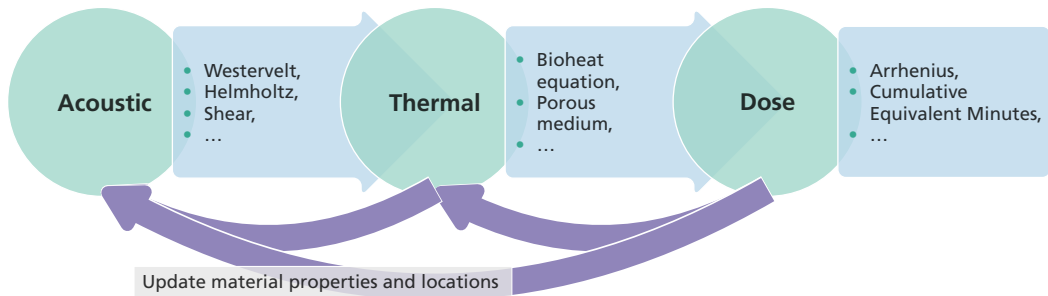 Acoustic
Westervelt,
Helmholtz,
Shear,
…
Thermal
Bioheat
equation,
Porous
medium,
…
Dose
Arrhenius,
Cumulative
Equivalent Minutes,
…
Update material properties and locations